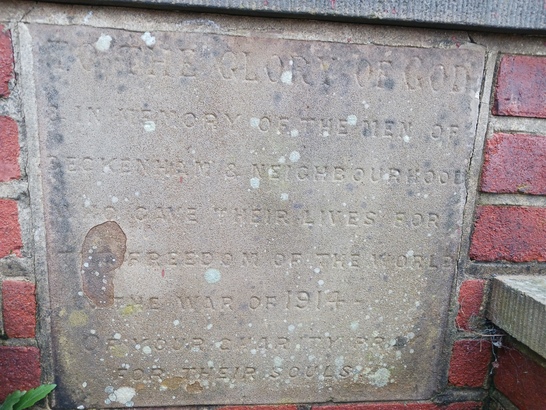 TO THE GLORY OF GOD
& IN MEMORY OF THE MEN OF
BECKENHAM & NEIGHBOURHOOD
WHO GAVE THEIR LIVES FOR
THE FREEDOM OF THE WORLD
THE WAR OF 1914-
OF YOUR CHARITY PRAY
FOR THEIR SOULS